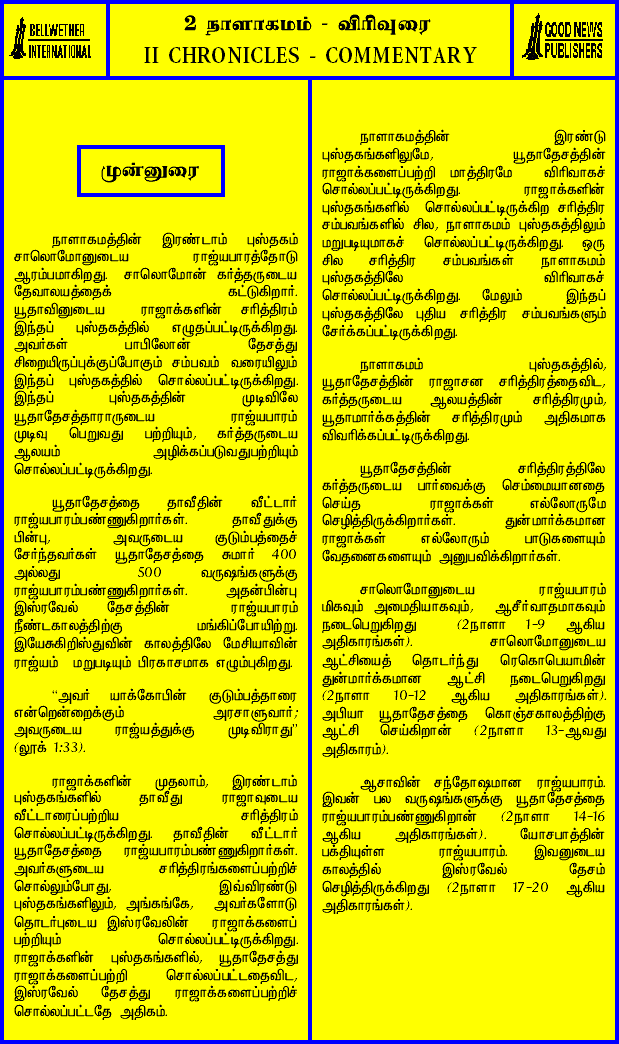 BELLWETHER
INTERNATIONAL
2 நாளாகமம் - விரிவுரை
II CHRONICLES - COMMENTARY
GOOD NEWS
PUBLISHERS
முன்னுரை
நாளாகமத்தின் இரண்டாம் புஸ்தகம்
சாலொமோனுடைய ராஜ்யபாரத்தோடு
ஆரம்பமாகிறது. சாலொமோன் கர்த்தருடைய
தேவாலயத்தைக் கட்டுகிறார்.
யூதாவினுடைய ராஜாக்களின் சரித்திரம்
இந்தப் புஸ்தகத்தில் எழுதப்பட்டிருக்கிறது.
அவர்கள் பாபிலோன் தேசத்து
சிறையிருப்புக்குப்போகும் சம்பவம் வரையிலும்
இந்தப் புஸ்தகத்தில் சொல்லப்பட்டிருக்கிறது.
இந்தப் புஸ்தகத்தின் முடிவிலே
யூதாதேசத்தாராருடைய ராஜ்யபாரம்
முடிவு பெறுவது பற்றியும், கர்த்தருடைய
ஆலயம் அழிக்கப்படுவதுபற்றியும்
சொல்லப்பட்டிருக்கிறது.
யூதாதேசத்தை தாவீதின் வீட்டார்
ராஜ்யபாரம்பண்ணுகிறார்கள். தாவீதுக்கு
பின்பு, அவருடைய குடும்பத்தைச்
சேர்ந்தவர்கள் யூதாதேசத்தை சுமார் 400
அல்லது 500 வருஷங்களுக்கு
ராஜ்யபாரம்பண்ணுகிறார்கள். அதன்பின்பு
இஸ்ரவேல் தேசத்தின் ராஜ்யபாரம்
நீண்டகாலத்திற்கு மங்கிப்போயிற்று.
இயேசுகிறிஸ்துவின் காலத்திலே மேசியாவின்
ராஜ்யம் மறுபடியும் பிரகாசமாக எழும்புகிறது.
“அவர் யாக்கோபின் குடும்பத்தாரை
என்றென்றைக்கும் அரசாளுவார்;
அவருடைய ராஜ்யத்துக்கு முடிவிராது”
(லூக் 1:33).
ராஜாக்களின் முதலாம், இரண்டாம்
புஸ்தகங்களில் தாவீது ராஜாவுடைய
வீட்டாரைப்பற்றிய சரித்திரம்
சொல்லப்பட்டிருக்கிறது. தாவீதின் வீட்டார்
யூதாதேசத்தை ராஜ்யபாரம்பண்ணுகிறார்கள்.
அவர்களுடைய சரித்திரங்களைப்பற்றிச்
சொல்லும்போது, இவ்விரண்டு
புஸ்தகங்களிலும், அங்கங்கே, அவர்களோடு
தொடர்புடைய இஸ்ரவேலின் ராஜாக்களைப்
பற்றியும் சொல்லப்பட்டிருக்கிறது.
ராஜாக்களின் புஸ்தகங்களில், யூதாதேசத்து
ராஜாக்களைப்பற்றி சொல்லப்பட்டதைவிட,
இஸ்ரவேல் தேசத்து ராஜாக்களைப்பற்றிச்
சொல்லப்பட்டதே அதிகம்.
நாளாகமத்தின் இரண்டு
புஸ்தகங்களிலுமே, யூதாதேசத்தின்
ராஜாக்களைப்பற்றி மாத்திரமே விரிவாகச்
சொல்லப்பட்டிருக்கிறது. ராஜாக்களின்
புஸ்தகங்களில் சொல்லப்பட்டிருக்கிற சரித்திர
சம்பவங்களில் சில, நாளாகமம் புஸ்தகத்திலும்
மறுபடியுமாகச் சொல்லப்பட்டிருக்கிறது. ஒரு
சில சரித்திர சம்பவங்கள் நாளாகமம்
புஸ்தகத்திலே விரிவாகச்
சொல்லப்பட்டிருக்கிறது. மேலும் இந்தப்
புஸ்தகத்திலே புதிய சரித்திர சம்பவங்களும்
சேர்க்கப்பட்டிருக்கிறது.
நாளாகமம் புஸ்தகத்தில்,
யூதாதேசத்தின் ராஜாசன சரித்திரத்தைவிட,
கர்த்தருடைய ஆலயத்தின் சரித்திரமும்,
யூதாமார்க்கத்தின் சரித்திரமும் அதிகமாக
விவரிக்கப்பட்டிருக்கிறது.
யூதாதேசத்தின் சரித்திரத்திலே
கர்த்தருடைய பார்வைக்கு செம்மையானதை
செய்த ராஜாக்கள் எல்லோருமே
செழித்திருக்கிறார்கள். துன்மார்க்கமான
ராஜாக்கள் எல்லோரும் பாடுகளையும்
வேதனைகளையும் அனுபவிக்கிறார்கள்.
சாலொமோனுடைய ராஜ்யபாரம்
மிகவும் அமைதியாகவும், ஆசீர்வாதமாகவும்
நடைபெறுகிறது (2நாளா 1-9 ஆகிய
அதிகாரங்கள்). சாலொமோனுடைய
ஆட்சியைத் தொடர்ந்து ரெகொபெயாமின்
துன்மார்க்கமான ஆட்சி நடைபெறுகிறது
(2நாளா 10-12 ஆகிய அதிகாரங்கள்).
அபியா யூதாதேசத்தை கொஞ்சகாலத்திற்கு
ஆட்சி செய்கிறான் (2நாளா 13-ஆவது
அதிகாரம்).
ஆசாவின் சந்தோஷமான ராஜ்யபாரம்.
இவன் பல வருஷங்களுக்கு யூதாதேசத்தை
ராஜ்யபாரம்பண்ணுகிறான் (2நாளா 14-16
ஆகிய அதிகாரங்கள்). யோசபாத்தின்
பக்தியுள்ள ராஜ்யபாரம். இவனுடைய
காலத்தில் இஸ்ரவேல் தேசம்
செழித்திருக்கிறது (2நாளா 17-20 ஆகிய
அதிகாரங்கள்).